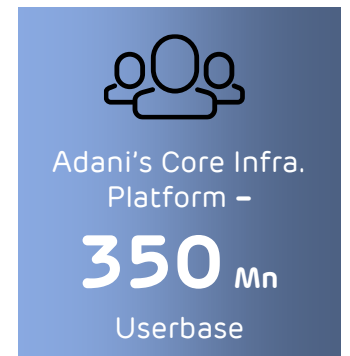 Adani's Core Infra.
Platform –
350 Mn
Userbase